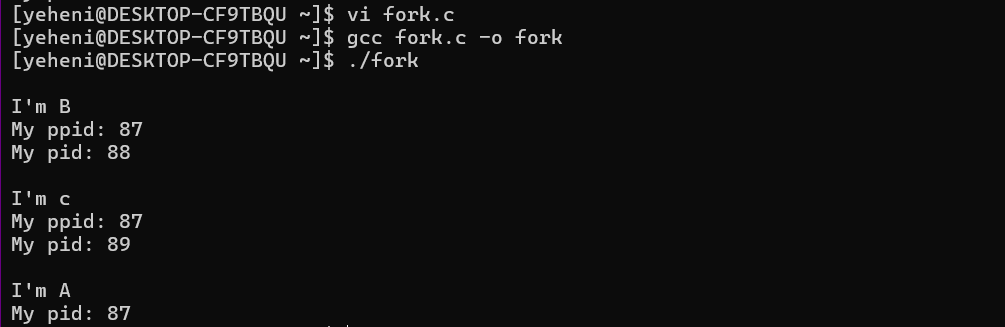 [yeheni@DESKTOP-CF9TBQU ~]$ vi fork.c
[yeheni@DESKTOP-CF9TBQU ~]$ gcc fork.c -o fork
[yeheni@DESKTOP-CF9TBQU ~]$ ./fork
I'm B
My ppid: 87
My pid: 88
I'm c
My ppid: 87
My pid: 89
I'm A
My pid: 87